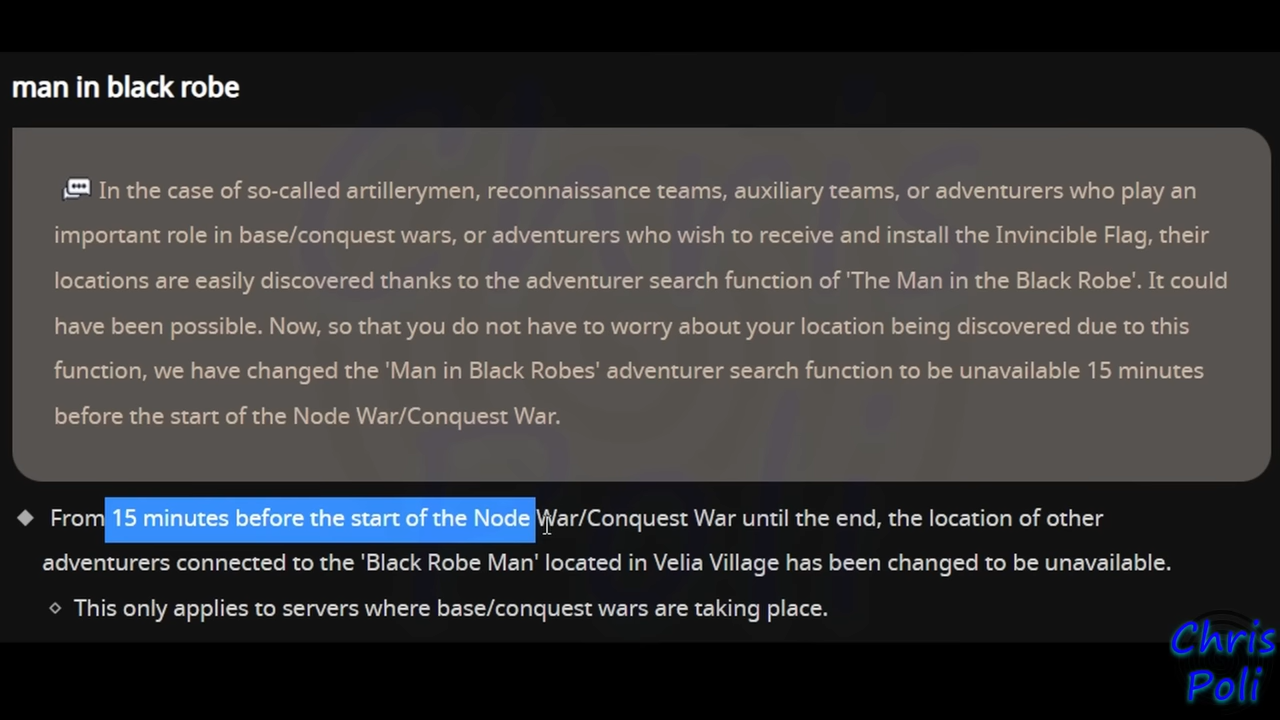 man in black robe
In the case of so-called artillerymen, reconnaissance teams, auxiliary teams, or adventurers who play an
important role in base/conquest wars, or adventurers who wish to receive and install the Invincible Flag, their
locations are easily discovered thanks to the adventurer search function of 'The Man in the Black Robe'. It could
have been possible. Now, so that you do not have to worry about your location being discovered due to this
function, we have changed the 'Man in Black Robes' adventurer search function to be unavailable 15 minutes
before the start of the Node War/Conquest War.
From 15 minutes before the start of the Node War/Conquest War until the end, the location of other
adventurers connected to the 'Black Robe Man' located in Velia Village has been changed to be unavailable.
This only applies to servers where base/conquest wars are taking place.
Chris
Poli